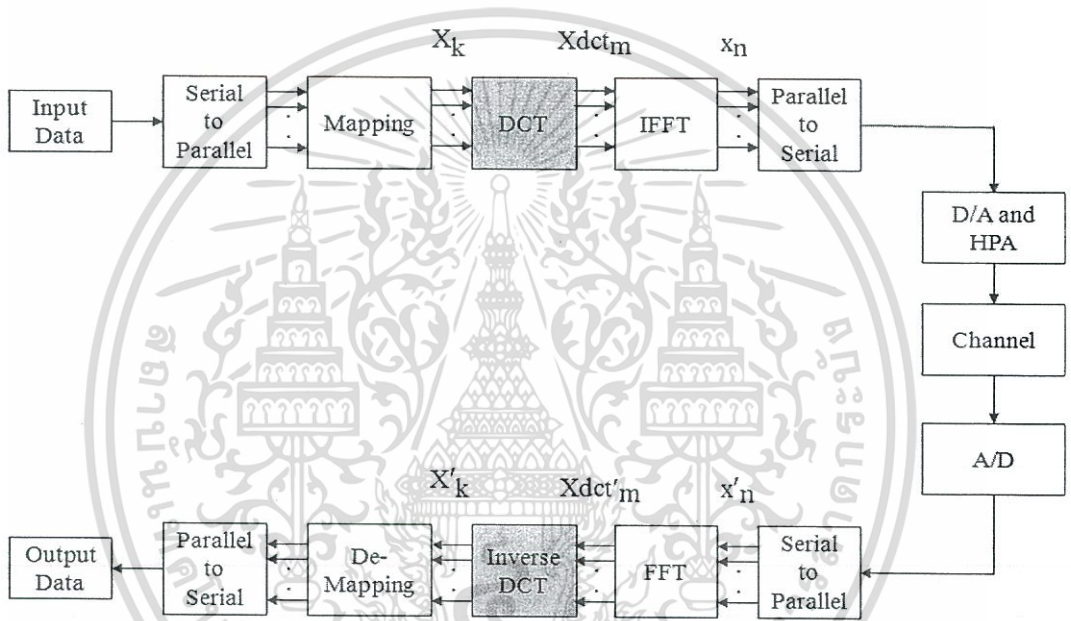 X_k
Xdct_m
x_n
Input
Data
Serial
to
Parallel
Mapping
DCT
IFFT
Parallel
to
Serial
D/A and
HPA
Channel
A/D
X'_k
Xdct'_m
x'_n
Output
Data
Parallel
to
Serial
De-
Mapping
Inverse
DCT
FFT
Serial
to
Parallel